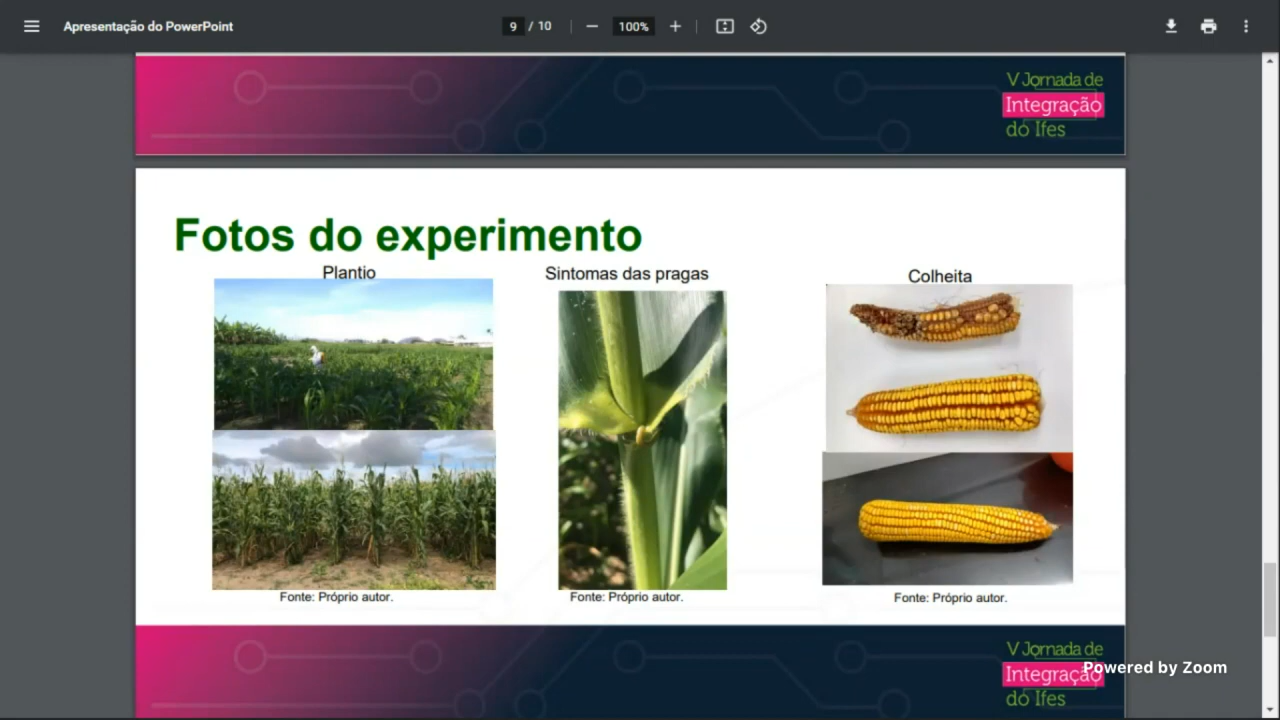 Apresentação do PowerPoint
9 / 10
100%
V Jornada de
Integração
do Ifes
Fotos do experimento
Plantio
Sintomas das pragas
Colheita
Fonte: Próprio autor.
Fonte: Próprio autor.
Fonte: Próprio autor.
V Jornada de
Integração
do Ifes
Powered by Zoom